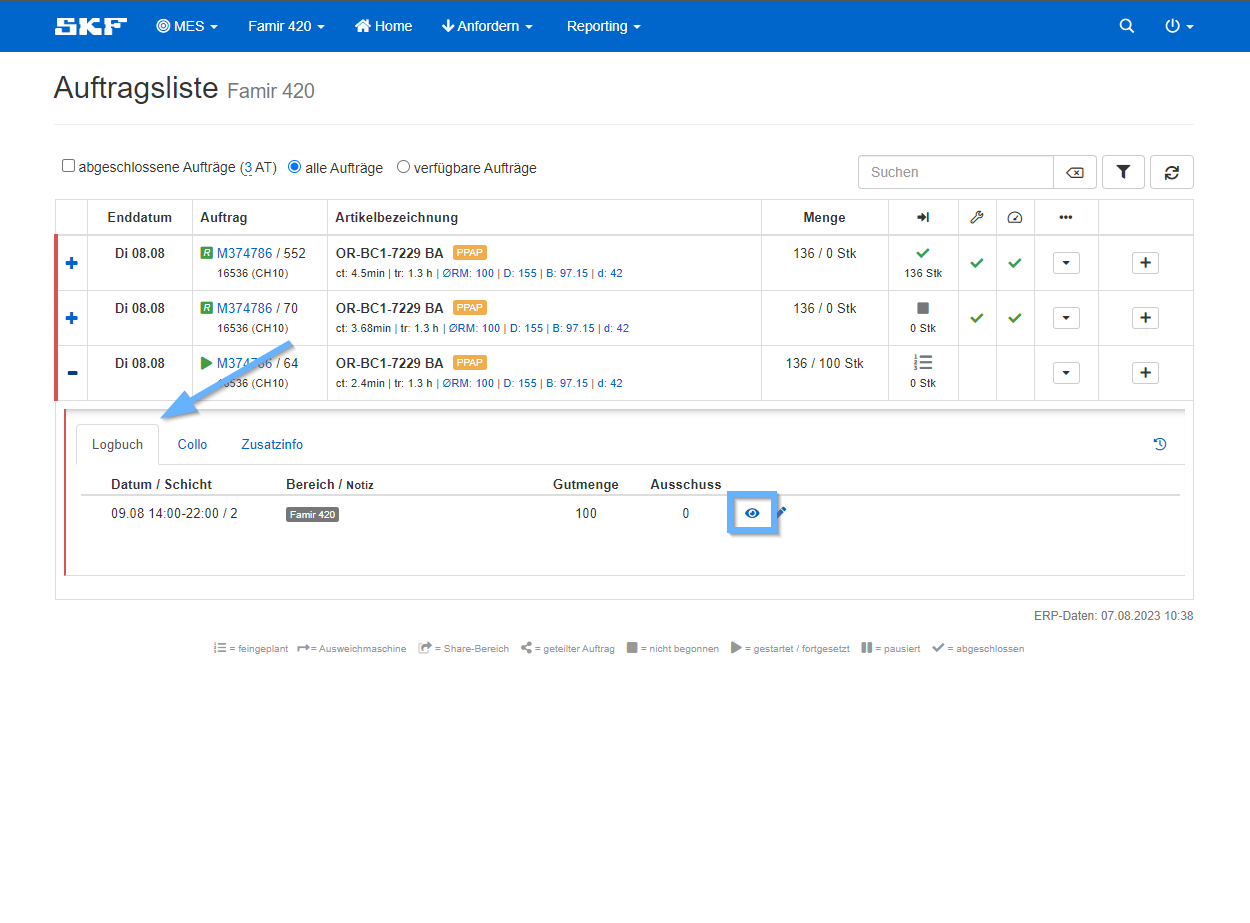 SKF MES Famir 420 Home Anfordern Reporting
Auftragsliste Famir 420
abgeschlossene Aufträge (3 AT) alle Aufträge verfügbare Aufträge Suchen
Enddatum Auftrag Artikelbezeichnung Menge
Di 08.08 R M374786 / 552 OR-BC1-7229 BA PPAP 136 / 0 Stk
16536 (CH10) ct: 4.5min | tr: 1.3 h | ØRM: 100 | D: 155 | B: 97.15 | d: 42 136 Stk
Di 08.08 R M374786 / 70 OR-BC1-7229 BA PPAP 136 / 0 Stk
16536 (CH10) ct: 3.68min | tr: 1.3 h | ØRM: 100 | D: 155 | B: 97.15 | d: 42 0 Stk
Di 08.08 M374786 / 64 OR-BC1-7229 BA PPAP 136 / 100 Stk
16536 (CH10) ct: 2.4min | tr: 1.3 h | ØRM: 100 | D: 155 | B: 97.15 | d: 42 0 Stk
Logbuch Collo Zusatzinfo
Datum / Schicht Bereich / Notiz Gutmenge Ausschuss
09.08 14:00-22:00 / 2 Famir 420 100 0
ERP-Daten: 07.08.2023 10:38
= feingeplant = Ausweichmaschine = Share-Bereich = geteilter Auftrag = nicht begonnen = gestartet / fortgesetzt = pausiert = abgeschlossen